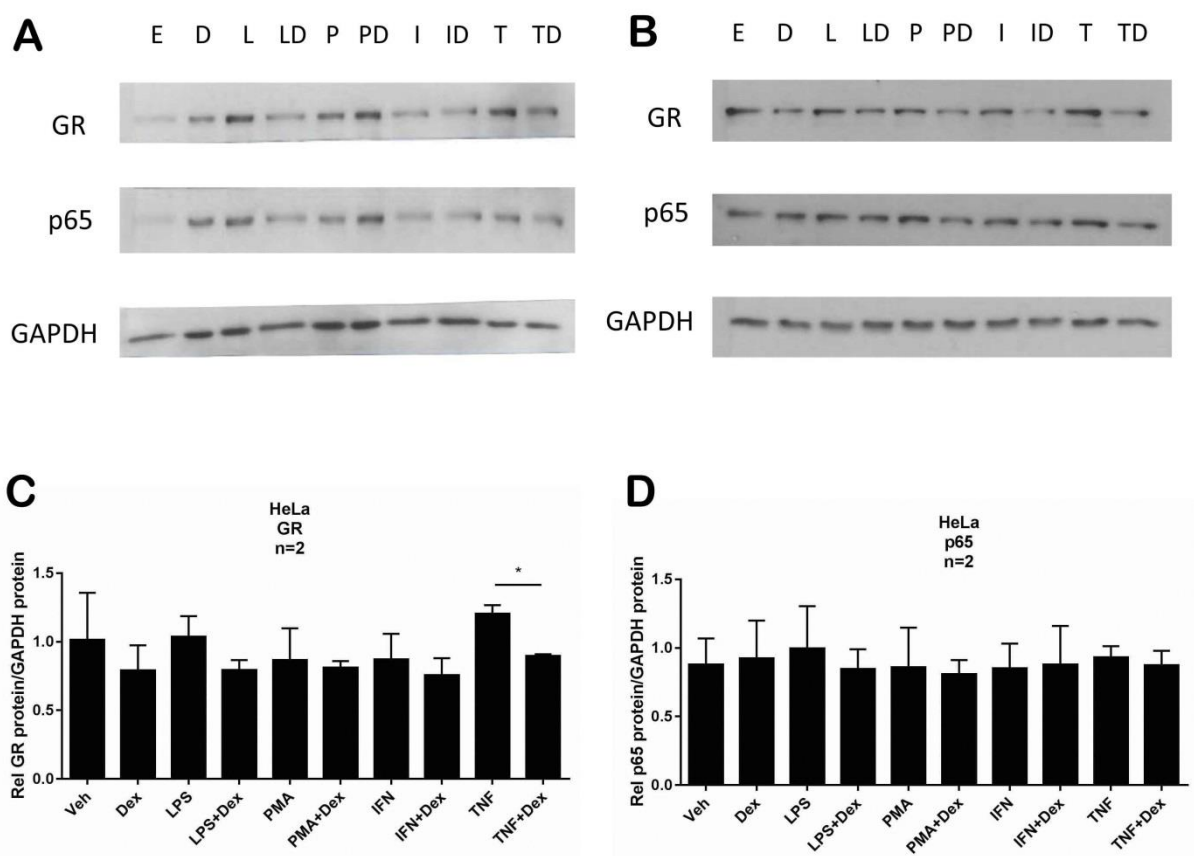 A
E D L LD P PD I ID T TD
GR
p65
GAPDH
B
E D L LD P PD I ID T TD
GR
p65
GAPDH
C
HeLa
GR
n=2
Rel GR protein/GAPDH protein
1.5
1.0
0.5
0.0
*
Veh
Dex
LPS
LPS+Dex
PMA
PMA+Dex
IFN
IFN+Dex
TNF
TNF+Dex
D
HeLa
p65
n=2
Rel p65 protein/GAPDH protein
1.5
1.0
0.5
0.0
Veh
Dex
LPS
LPS+Dex
PMA
PMA+Dex
IFN
IFN+Dex
TNF
TNF+Dex